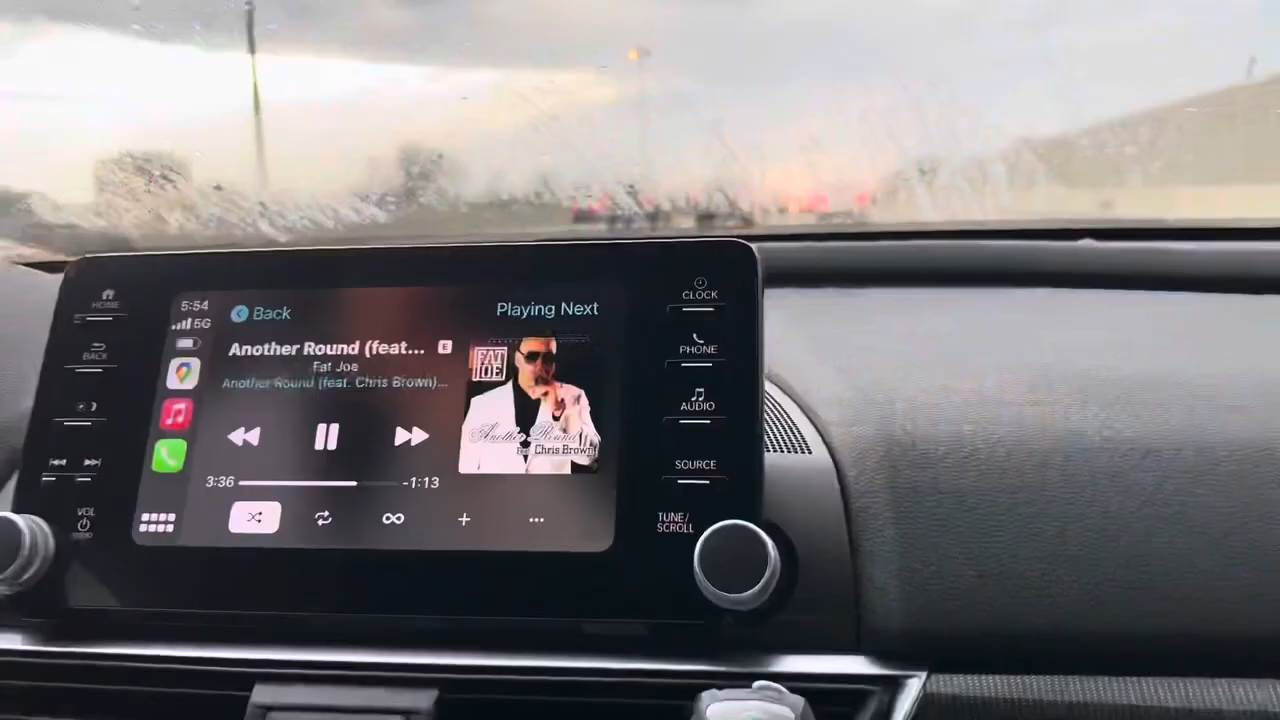 HOME
BACK
VOL
5:54
5G
Back
Playing Next
Another Round (feat... E
Fat Joe
Another Round (feat. Chris Brown)...
3:36
-1:13
FAT
JOE
Another Round
feat. Chris Brown
CLOCK
PHONE
AUDIO
SOURCE
TUNE/
SCROLL